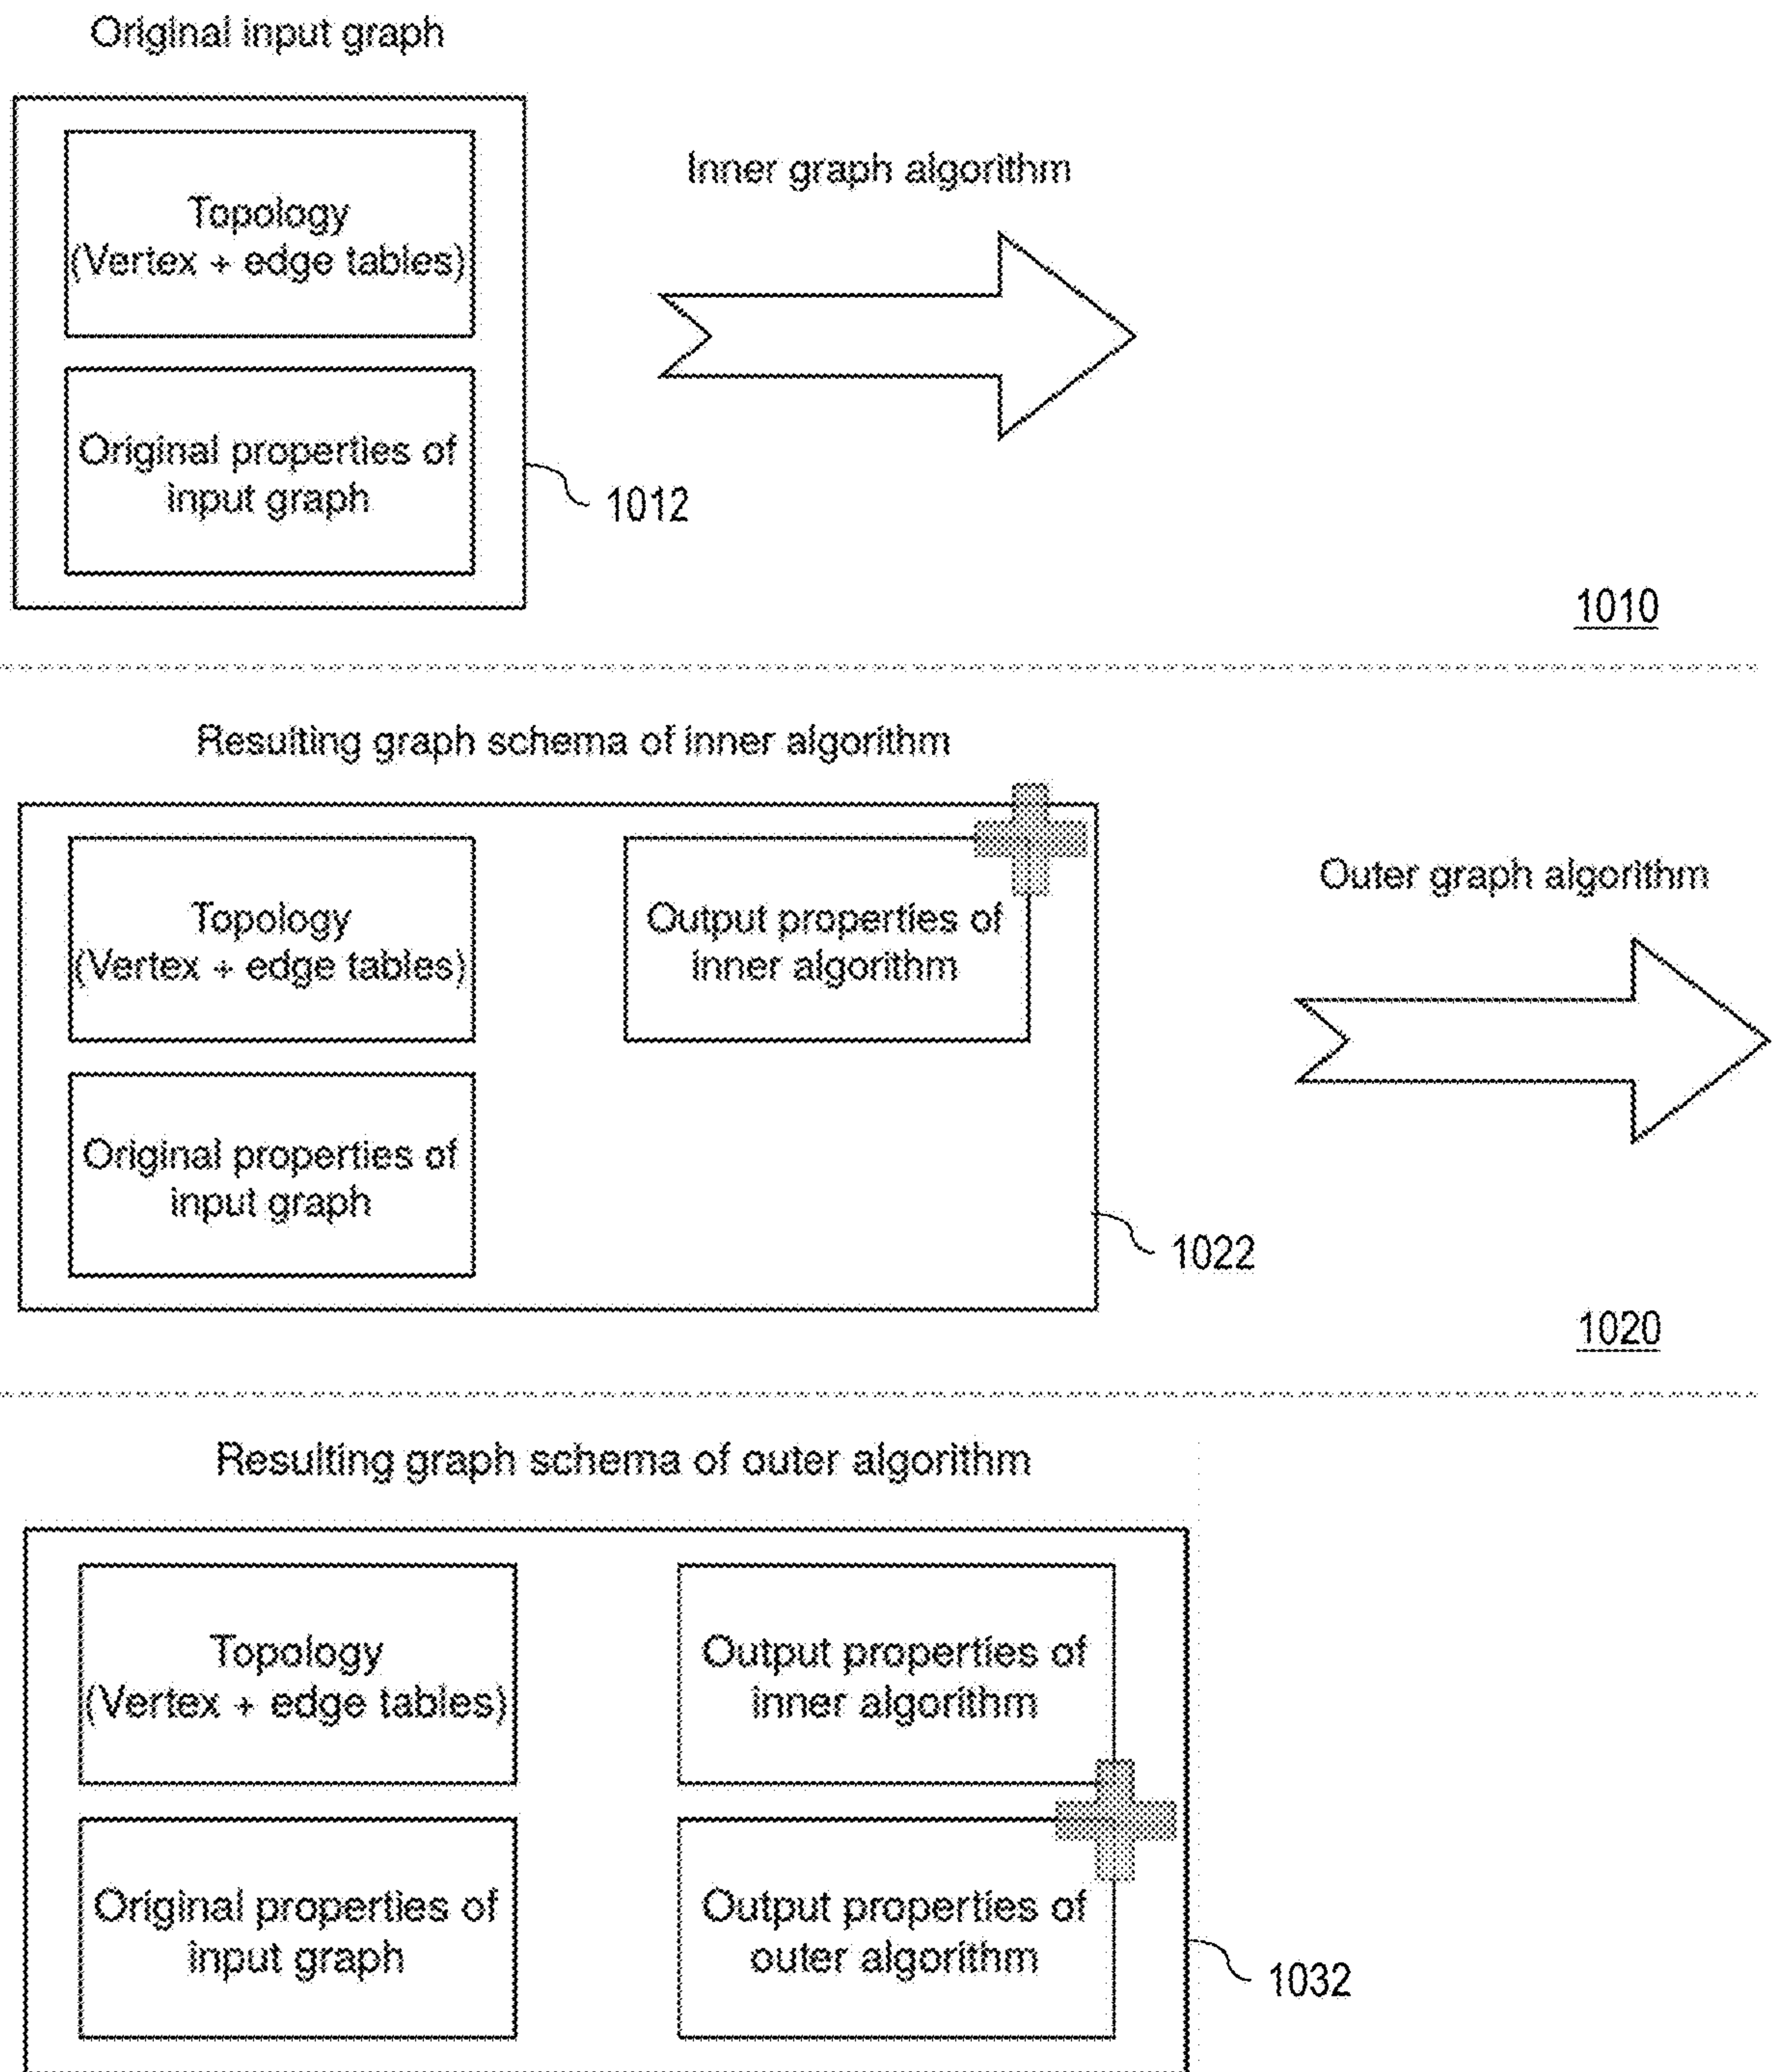 Original input graph
Topology
(Vertex + edge tables)
Inner graph algorithm
Original properties of
input graph
1012
1010
Resulting graph schema of inner algorithm
Topology
(Vertex + edge tables)
Output properties of
inner algorithm
Outer graph algorithm
Original properties of
input graph
1022
1020
Resulting graph schema of outer algorithm
Topology
(Vertex + edge tables)
Output properties of
inner algorithm
Original properties of
input graph
Output properties of
outer algorithm
1032